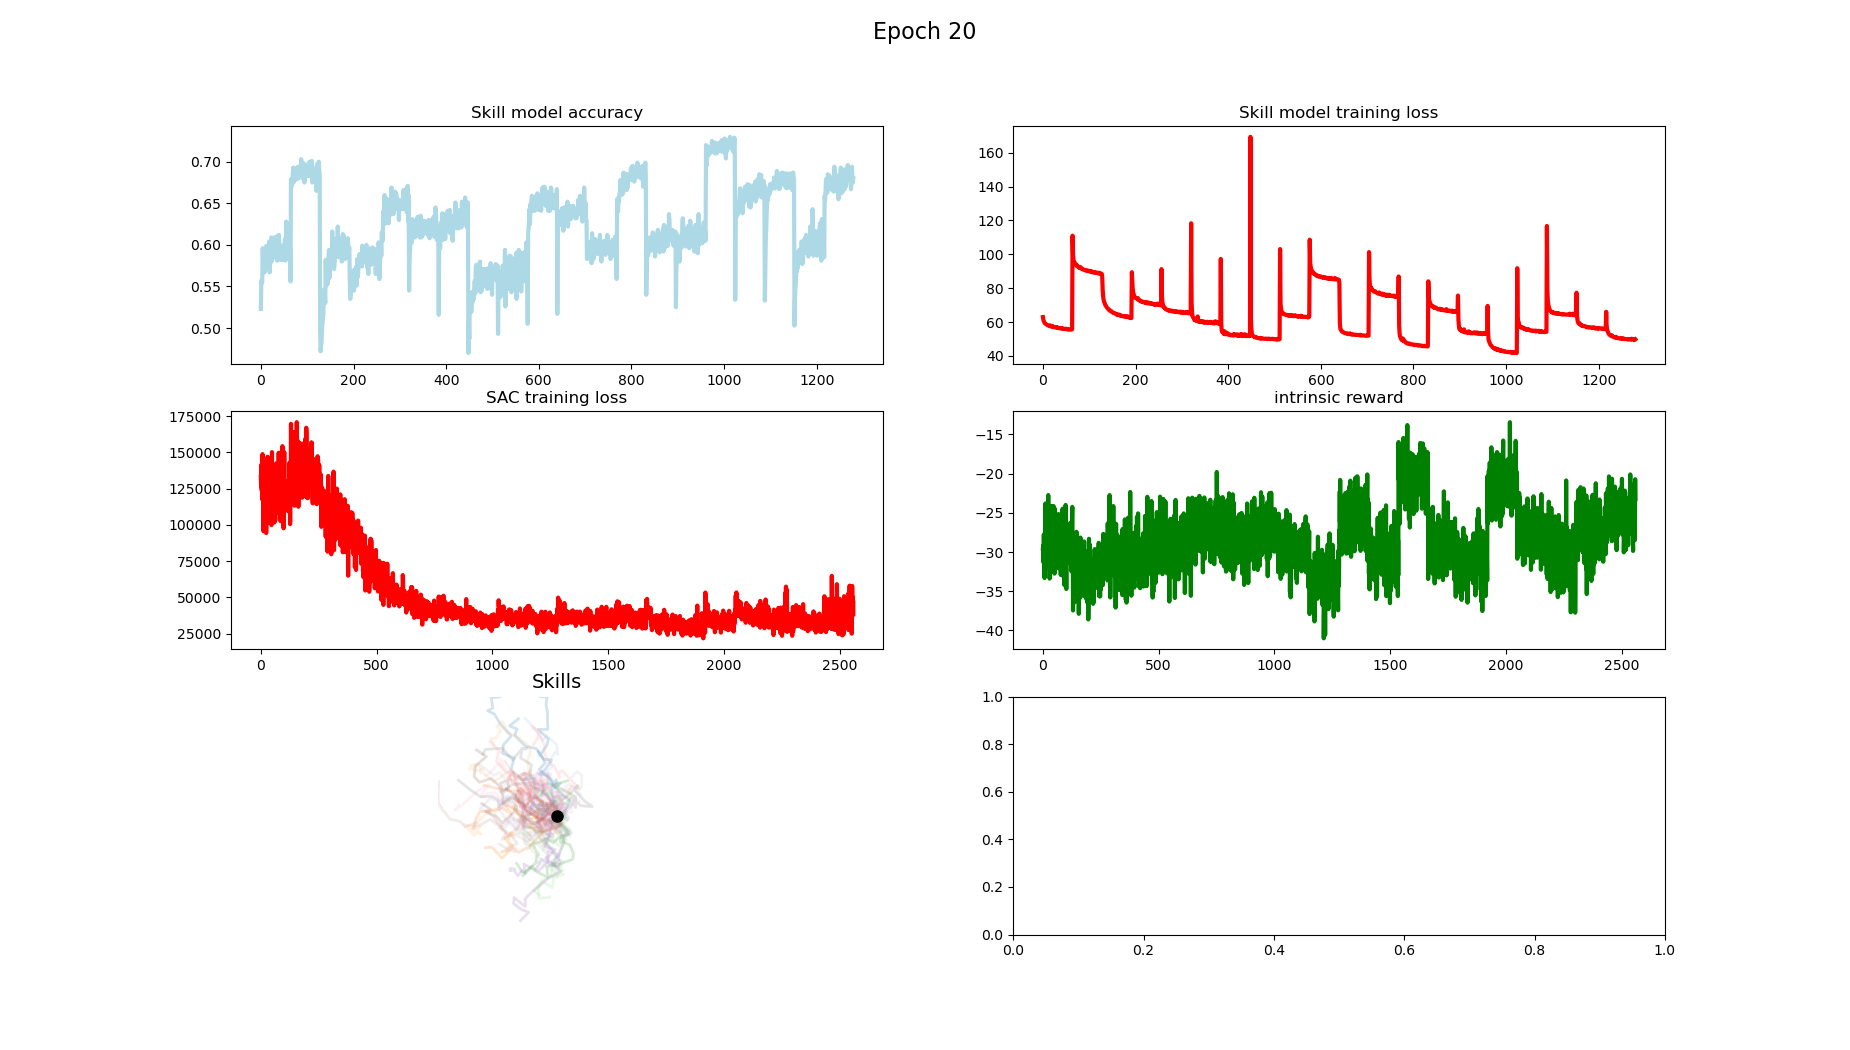 Epoch 20
Skill model accuracy
0.70
0.65
0.60
0.55
0.50
0 200 400 600 800 1000 1200
Skill model training loss
160
140
120
100
80
60
40
0 200 400 600 800 1000 1200
SAC training loss
175000
150000
125000
100000
75000
50000
25000
0 500 1000 1500 2000 2500
intrinsic reward
−15
−20
−25
−30
−35
−40
0 500 1000 1500 2000 2500
Skills
1.0
0.8
0.6
0.4
0.2
0.0
0.0 0.2 0.4 0.6 0.8 1.0